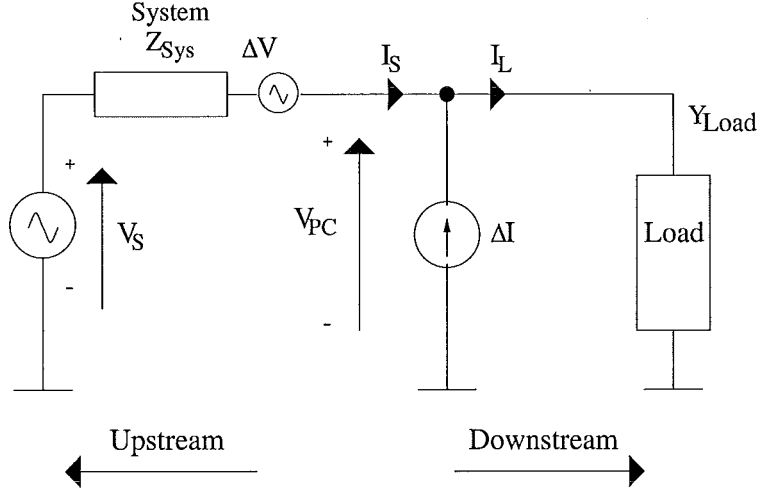 System
Z_Sys
ΔV
I_S
I_L
Y_Load
+
+
V_S
V_PC
ΔI
Load
-
-
Upstream
Downstream